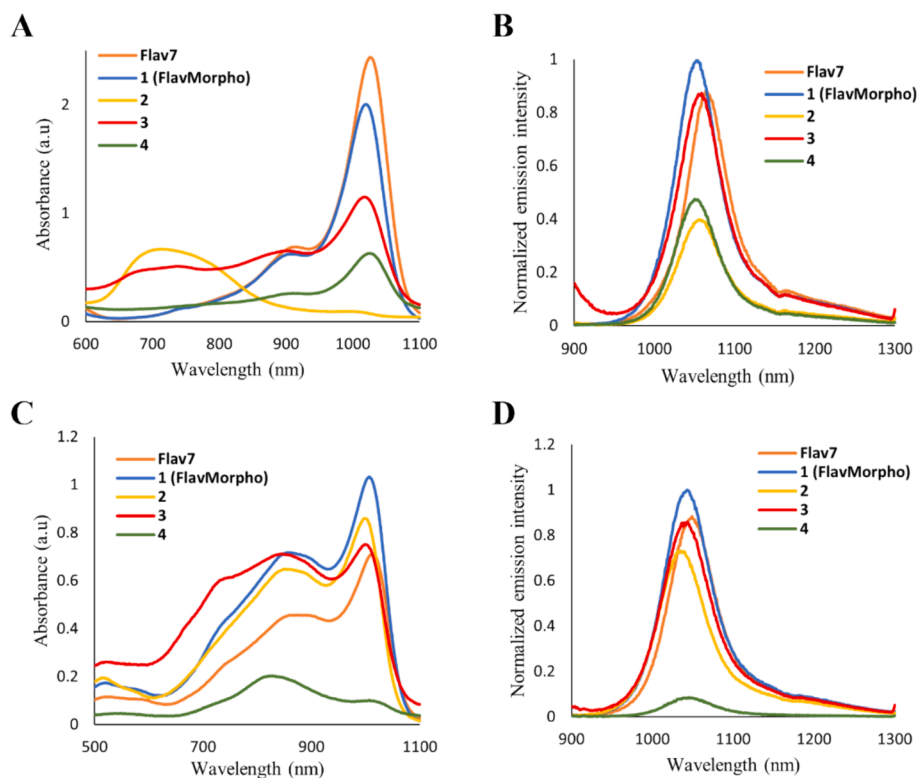 A
Flav7
1 (FlavMorpho)
2
3
4
Absorbance (a.u)
2
1
0
600 700 800 900 1000 1100
Wavelength (nm)
B
Flav7
1 (FlavMorpho)
2
3
4
Normalized emission intensity
1
0.8
0.6
0.4
0.2
0
900 1000 1100 1200 1300
Wavelength (nm)
C
Flav7
1 (FlavMorpho)
2
3
4
Absorbance (a.u)
1.2
1
0.8
0.6
0.4
0.2
0
500 700 900 1100
Wavelength (nm)
D
Flav7
1 (FlavMorpho)
2
3
4
Normalized emission intensity
1.2
1
0.8
0.6
0.4
0.2
0
900 1000 1100 1200 1300
Wavelength (nm)